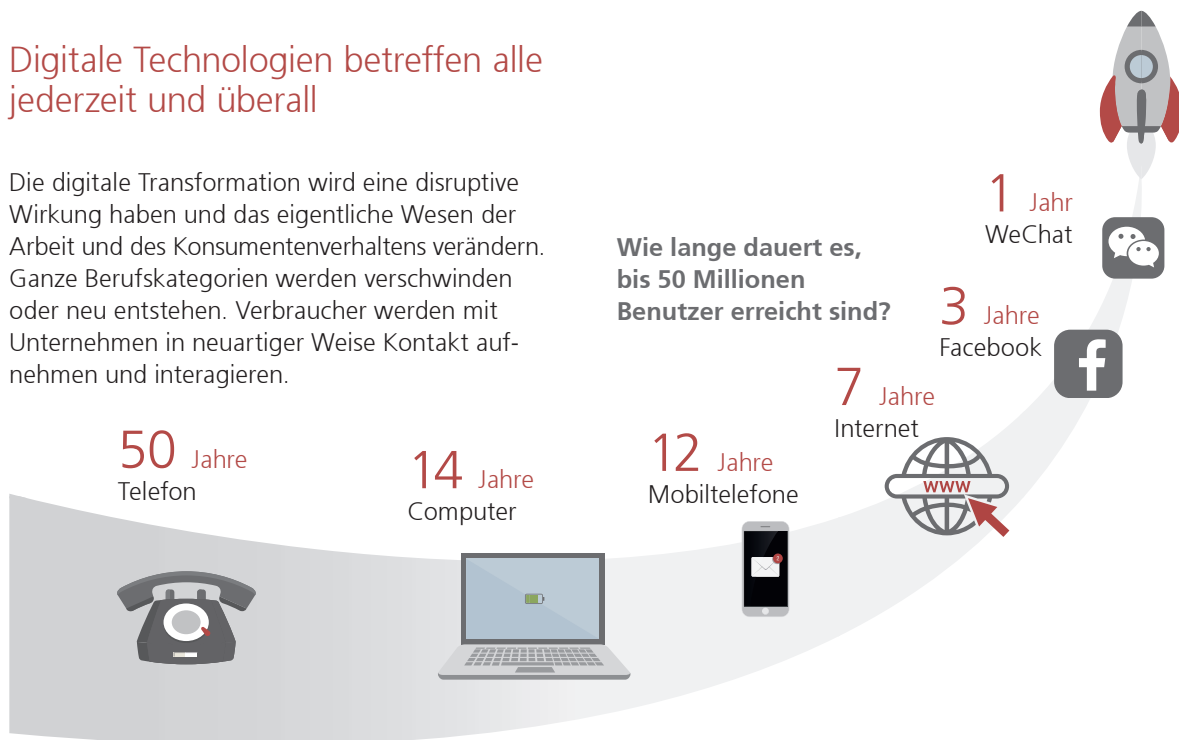 Digitale Technologien betreffen alle
jederzeit und überall
Die digitale Transformation wird eine disruptive
Wirkung haben und das eigentliche Wesen der
Arbeit und des Konsumentenverhaltens verändern.
Ganze Berufskategorien werden verschwinden
oder neu entstehen. Verbraucher werden mit
Unternehmen in neuartiger Weise Kontakt auf-
nehmen und interagieren.
Wie lange dauert es,
bis 50 Millionen
Benutzer erreicht sind?
50 Jahre
Telefon
14 Jahre
Computer
12 Jahre
Mobiltelefone
7 Jahre
Internet
www
3 Jahre
Facebook
f
1 Jahr
WeChat